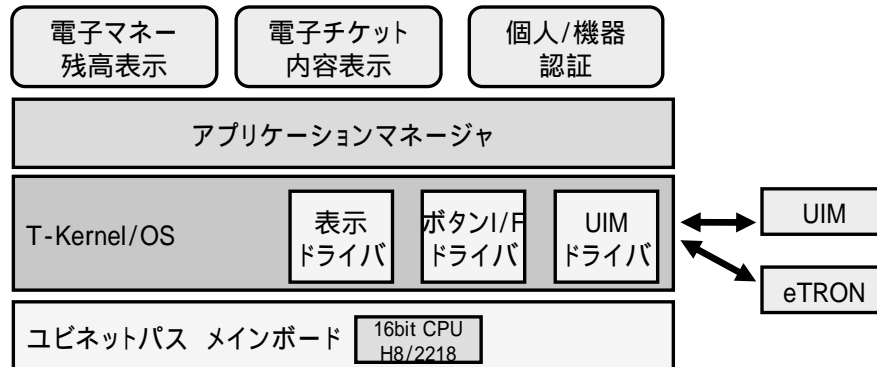 電子マネー
残高表示
電子チケット
内容表示
個人/機器
認証
アプリケーションマネージャ
T-Kernel/OS
表示
ドライバ
ボタンI/F
ドライバ
UIM
ドライバ
UIM
eTRON
ユビネットパス メインボード
16bit CPU
H8/2218